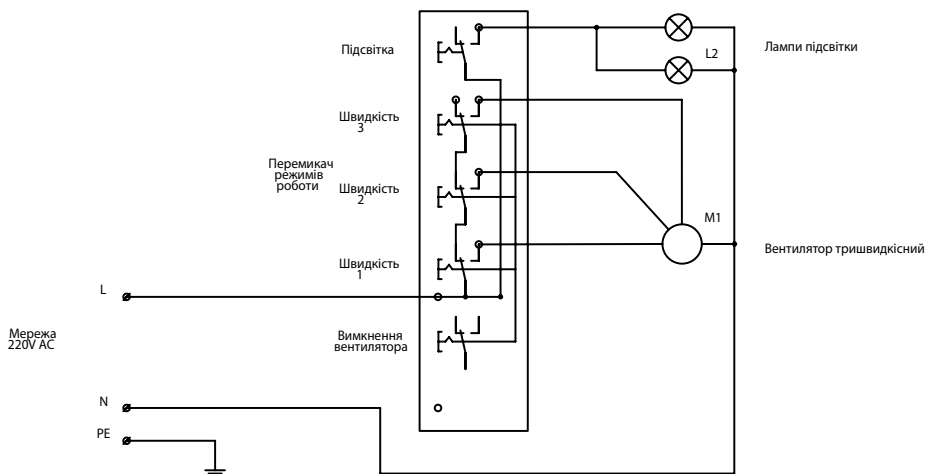 Підсвітка
L2
Лампи підсвітки
Швидкість
3
Перемикач
режимів
роботи
Швидкість
2
M1
Вентилятор тришвидкісний
Швидкість
1
L
Мережа
220V AC
Вимкнення
вентилятора
N
PE